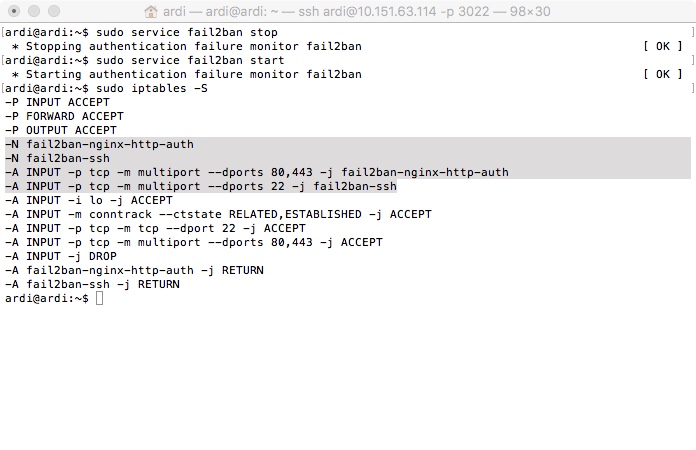 ardi — ardi@ardi: ~ — ssh ardi@10.151.63.114 -p 3022 — 98×30
[ardi@ardi:~$ sudo service fail2ban stop ]
* Stopping authentication failure monitor fail2ban [ OK ]
[ardi@ardi:~$ sudo service fail2ban start ]
* Starting authentication failure monitor fail2ban [ OK ]
[ardi@ardi:~$ sudo iptables -S ]
-P INPUT ACCEPT
-P FORWARD ACCEPT
-P OUTPUT ACCEPT
-N fail2ban-nginx-http-auth
-N fail2ban-ssh
-A INPUT -p tcp -m multiport --dports 80,443 -j fail2ban-nginx-http-auth
-A INPUT -p tcp -m multiport --dports 22 -j fail2ban-ssh
-A INPUT -i lo -j ACCEPT
-A INPUT -m conntrack --ctstate RELATED,ESTABLISHED -j ACCEPT
-A INPUT -p tcp -m tcp --dport 22 -j ACCEPT
-A INPUT -p tcp -m multiport --dports 80,443 -j ACCEPT
-A INPUT -j DROP
-A fail2ban-nginx-http-auth -j RETURN
-A fail2ban-ssh -j RETURN
ardi@ardi:~$